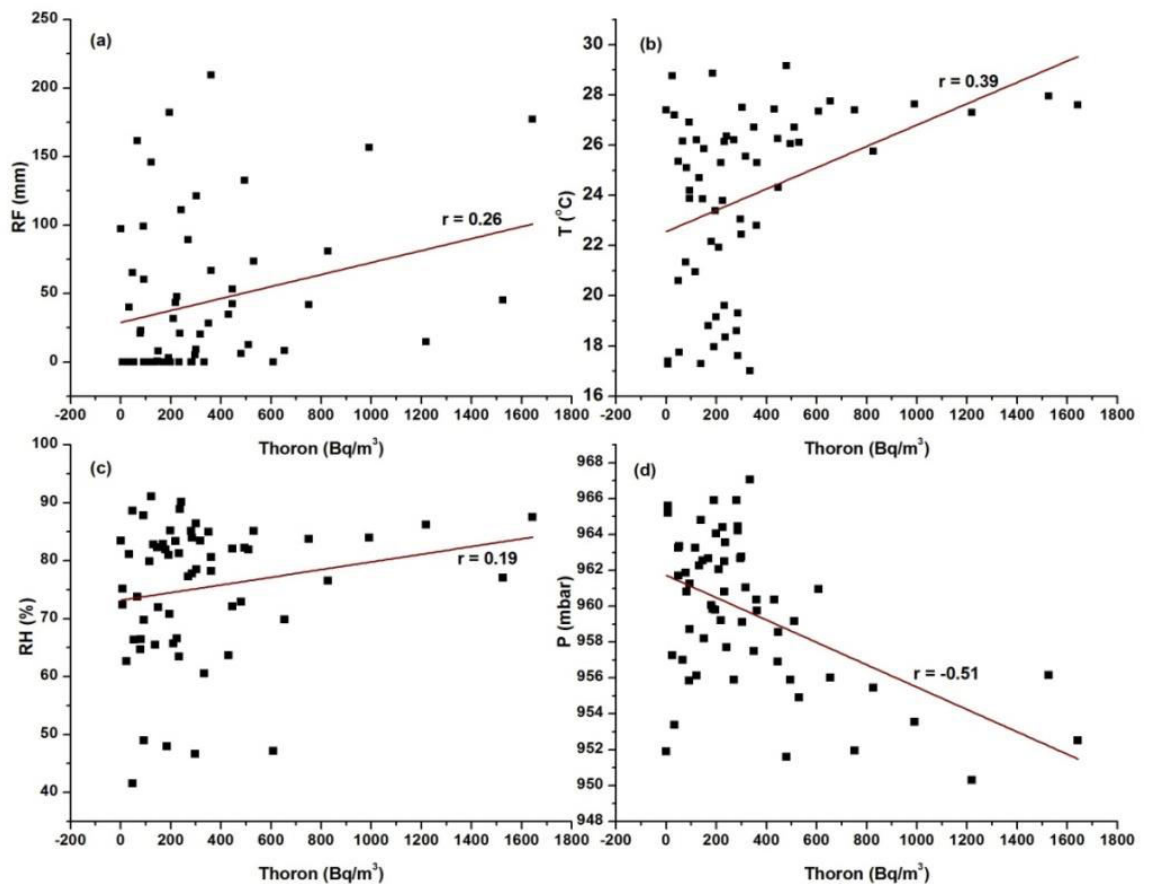 (a)
RF (mm)
250
200
150
100
50
0
r = 0.26
-200 0 200 400 600 800 1000 1200 1400 1600 1800
Thoron (Bq/m³)
(b)
T (°C)
30
28
26
24
22
20
18
16
r = 0.39
-200 0 200 400 600 800 1000 1200 1400 1600 1800
Thoron (Bq/m³)
(c)
RH (%)
100
90
80
70
60
50
40
r = 0.19
-200 0 200 400 600 800 1000 1200 1400 1600 1800
Thoron (Bq/m³)
(d)
P (mbar)
968
966
964
962
960
958
956
954
952
950
948
r = -0.51
-200 0 200 400 600 800 1000 1200 1400 1600 1800
Thoron (Bq/m³)